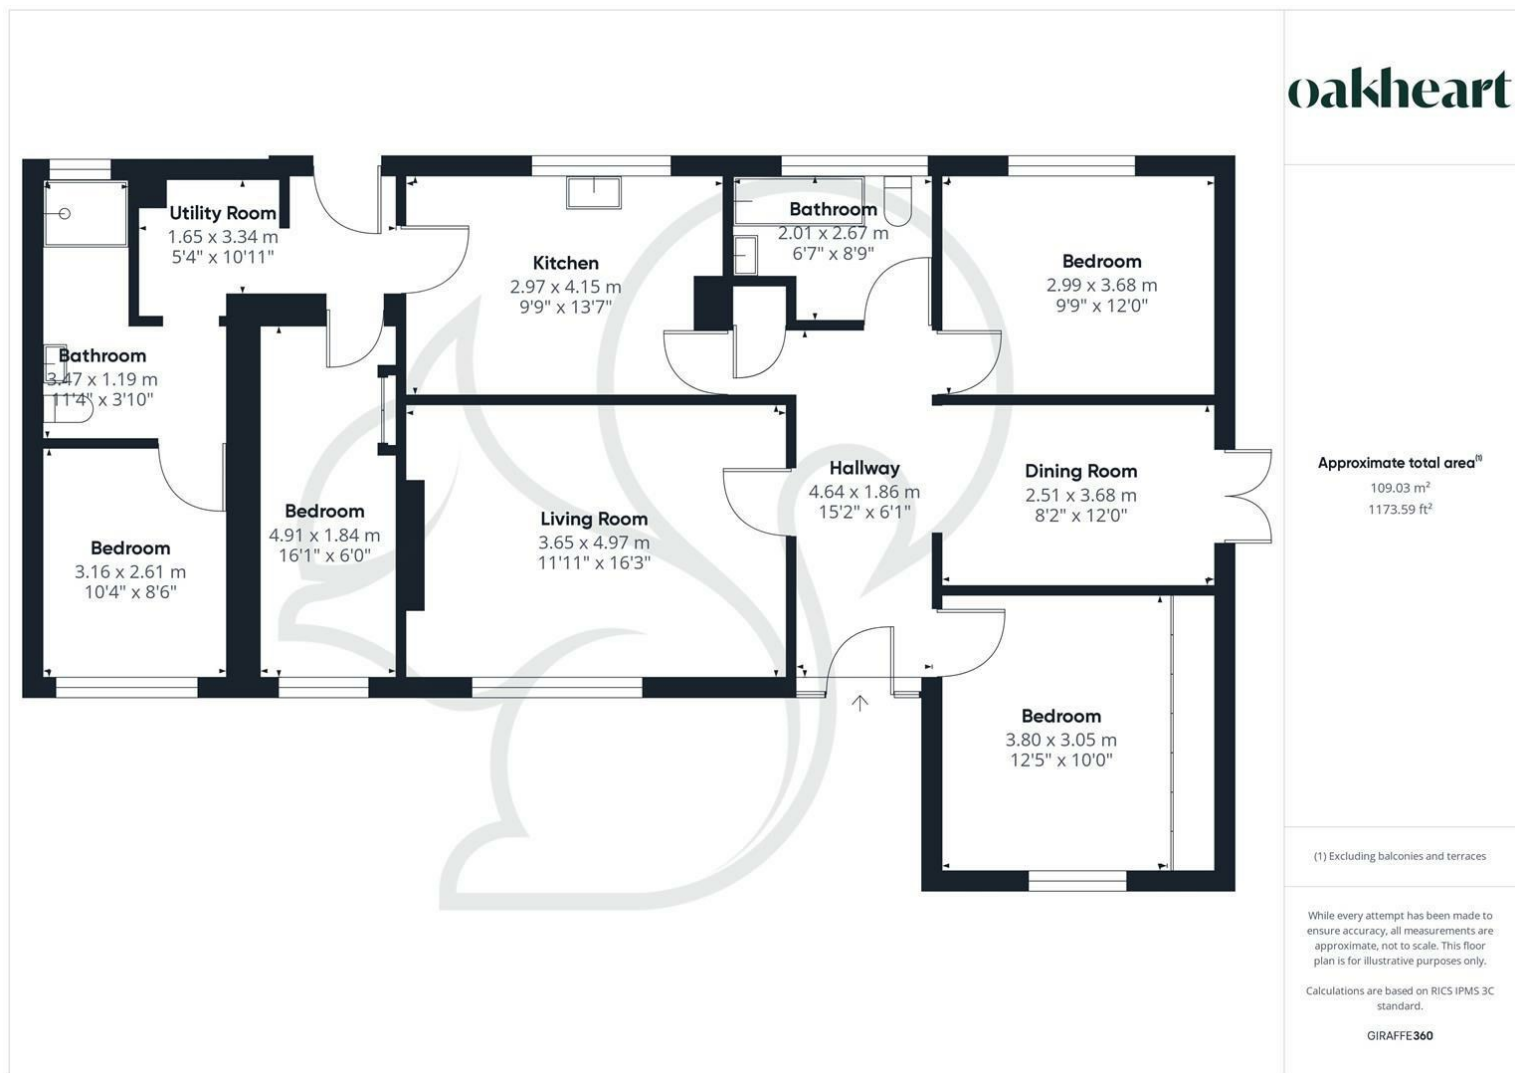 oakheart
Utility Room
1.65 x 3.34 m
5'4" x 10'11"
Bathroom
2.01 x 2.67 m
6'7" x 8'9"
Kitchen
2.97 x 4.15 m
9'9" x 13'7"
Bedroom
2.99 x 3.68 m
9'9" x 12'0"
Bathroom
3.47 x 1.19 m
11'4" x 3'10"
Hallway
4.64 x 1.86 m
15'2" x 6'1"
Dining Room
2.51 x 3.68 m
8'2" x 12'0"
Bedroom
4.91 x 1.84 m
16'1" x 6'0"
Living Room
3.65 x 4.97 m
11'11" x 16'3"
Bedroom
3.16 x 2.61 m
10'4" x 8'6"
Bedroom
3.80 x 3.05 m
12'5" x 10'0"
Approximate total area(1)
109.03 m²
1173.59 ft²
(1) Excluding balconies and terraces
While every attempt has been made to
ensure accuracy, all measurements are
approximate, not to scale. This floor
plan is for illustrative purposes only.
Calculations are based on RICS IPMS 3C
standard.
GIRAFFE360